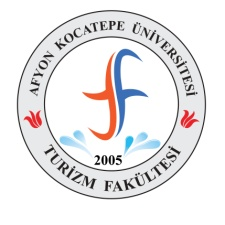 AFYON KOCATEPE ÜNİVERSİTESİ
2005
TURİZM FAKÜLTESİ